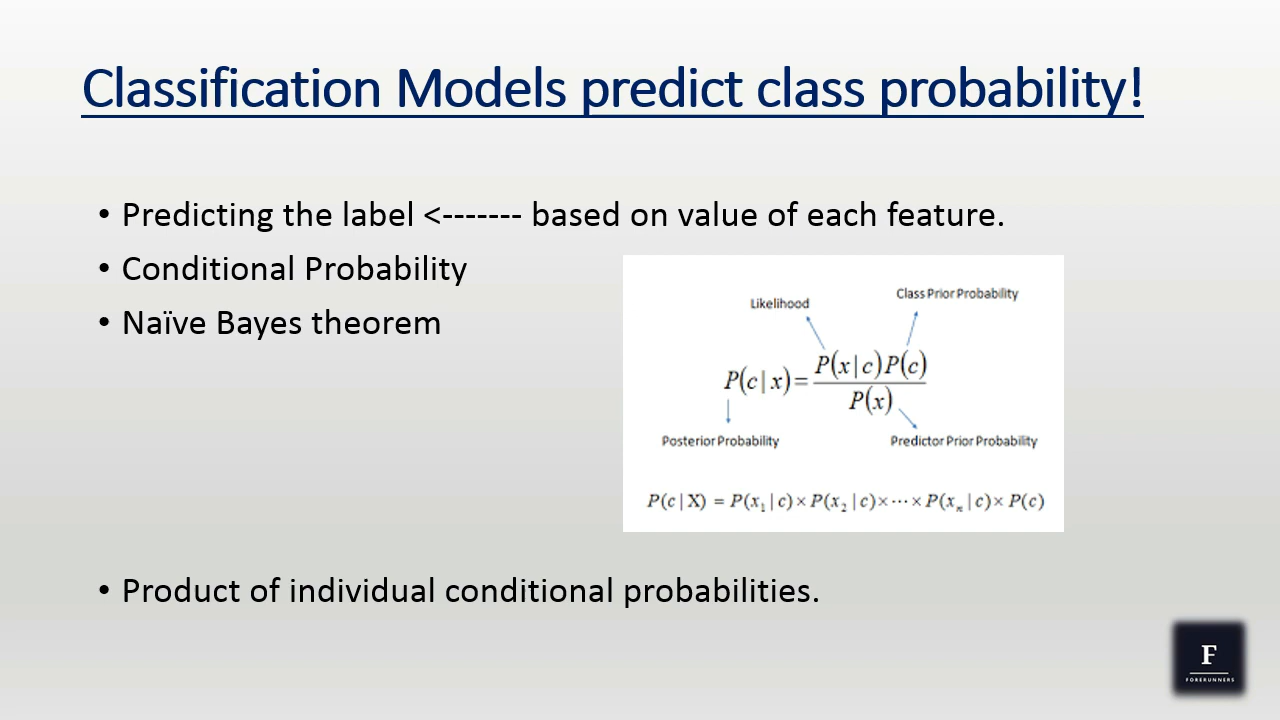 Classification Models predict class probability!
• Predicting the label <------- based on value of each feature.
• Conditional Probability
• Naïve Bayes theorem
Likelihood
Class Prior Probability
P(c|x) = P(x|c)P(c) / P(x)
Posterior Probability
Predictor Prior Probability
P(c|X) = P(x₁|c)×P(x₂|c)×⋯×P(xₙ|c)×P(c)
• Product of individual conditional probabilities.
F
FORERUNNERS